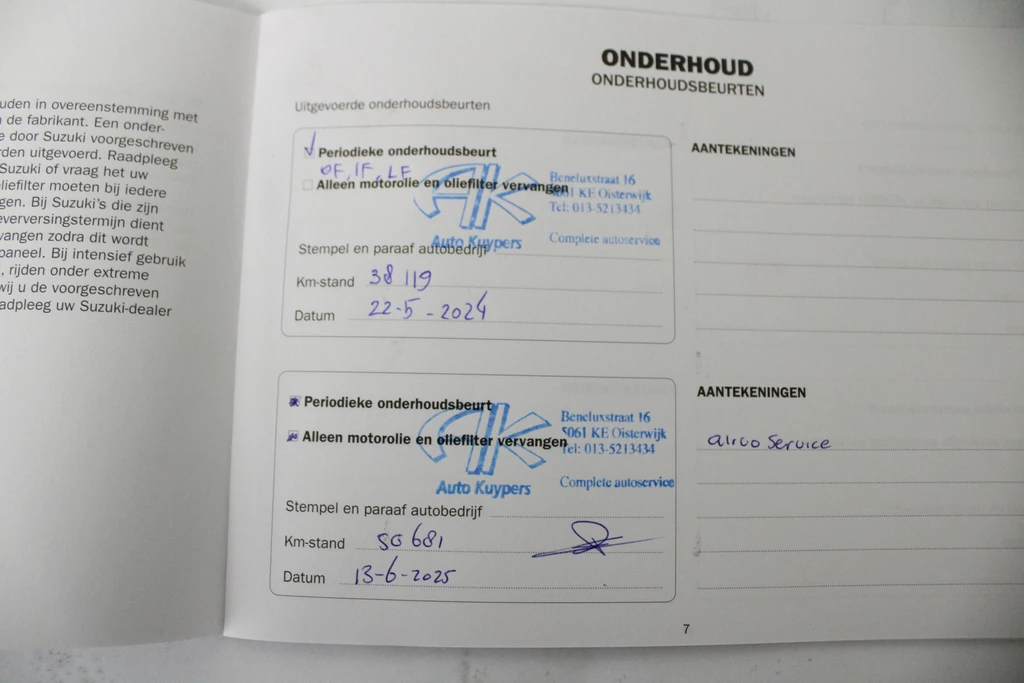 uden in overeenstemming met
de fabrikant. Een onder-
e door Suzuki voorgeschreven
rden uitgevoerd. Raadpleeg
Suzuki of vraag het uw
liefilter moeten bij iedere
gen. Bij Suzuki's die zijn
everversingstermijn dient
vangen zodra dit wordt
paneel. Bij intensief gebruik
, rijden onder extreme
wij u de voorgeschreven
adpleeg uw Suzuki-dealer
ONDERHOUD
ONDERHOUDSBEURTEN
Uitgevoerde onderhoudsbeurten
Periodieke onderhoudsbeurt
OF, IF, LF
Alleen motorolie en oliefilter vervangen
AK
Auto Kuypers
Beneluxstraat 16
5061 KE Oisterwijk
Tel: 013-5213434
Complete autoservice
Stempel en paraaf autobedrijf
Km-stand 38 119
Datum 22-5-2024
AANTEKENINGEN
Periodieke onderhoudsbeurt
Alleen motorolie en oliefilter vervangen
AK
Auto Kuypers
Beneluxstraat 16
5061 KE Oisterwijk
Tel: 013-5213434
Complete autoservice
Stempel en paraaf autobedrijf
Km-stand 50 681
Datum 13-6-2025
AANTEKENINGEN
airco Service
7